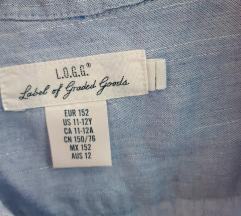 L.O.G.G.®
Label of Graded Goods
EUR 152
US 11-12Y
CA 11-12A
CN 150/76
MX 152
AUS 12